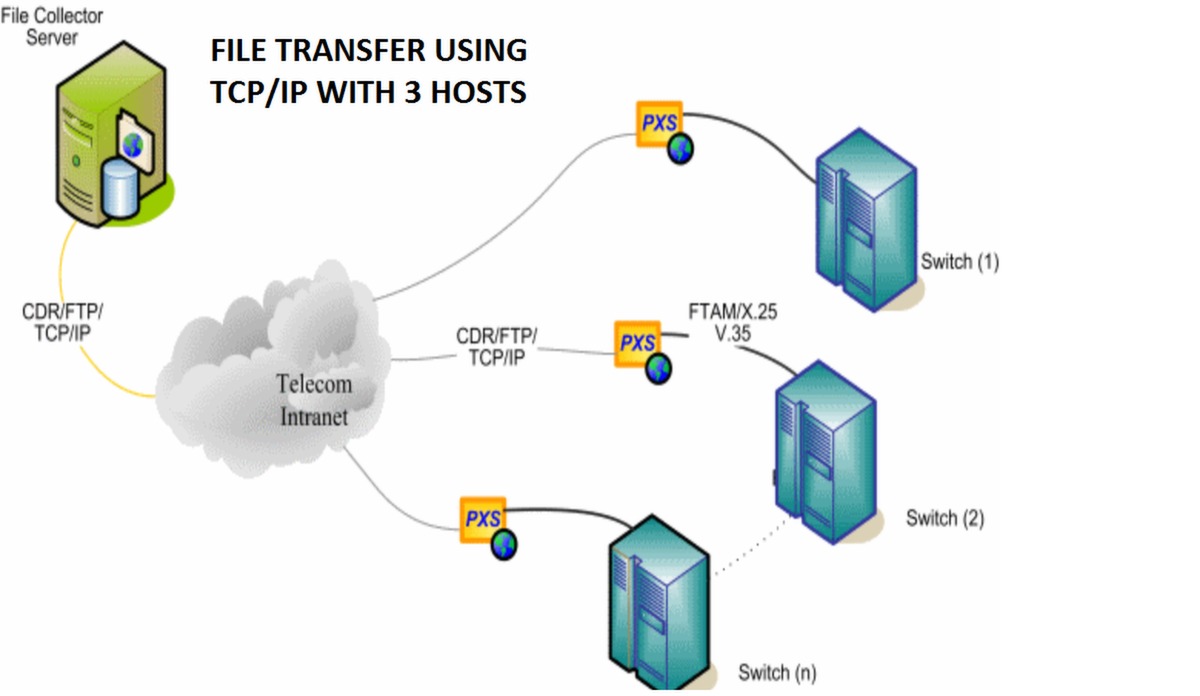 File Collector
Server
FILE TRANSFER USING
TCP/IP WITH 3 HOSTS
PXS
Switch (1)
CDR/FTP/
TCP/IP
CDR/FTP/
TCP/IP
PXS
FTAM/X.25
V.35
Telecom
Intranet
PXS
Switch (2)
Switch (n)